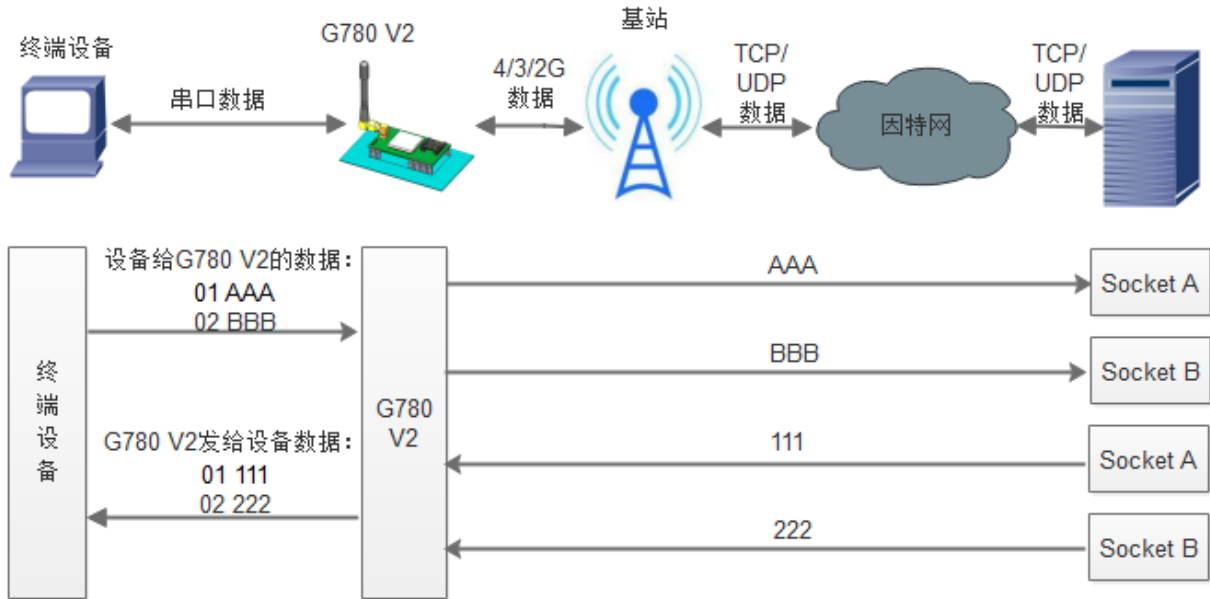 终端设备
G780 V2
基站
串口数据
4/3/2G
数据
TCP/
UDP
数据
因特网
TCP/
UDP
数据
设备给G780 V2的数据：
01 AAA
02 BBB
终端设备
G780 V2发给设备数据：
01 111
02 222
G780
V2
AAA
Socket A
BBB
Socket B
111
Socket A
222
Socket B